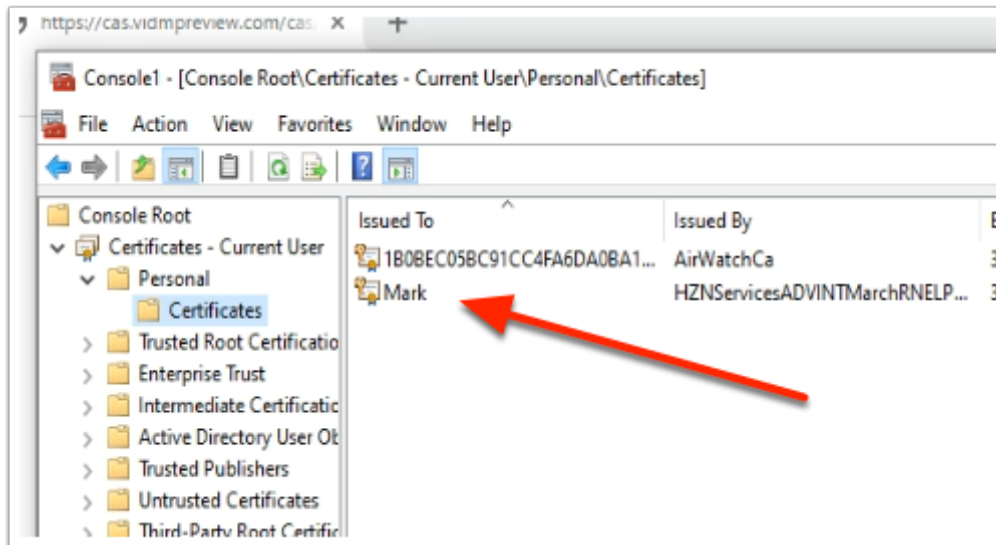 https://cas.vidmpreview.com/cas, × +
Console1 - [Console Root\Certificates - Current User\Personal\Certificates]
File Action View Favorites Window Help
Console Root
Certificates - Current User
Personal
Certificates
Trusted Root Certificatio
Enterprise Trust
Intermediate Certificatic
Active Directory User Ob
Trusted Publishers
Untrusted Certificates
Third-Party Root Certific
Issued To Issued By E
1B0BEC05BC91CC4FA6DA0BA1... AirWatchCa 3
Mark HZNServicesADVINTMarchRNELP... 3